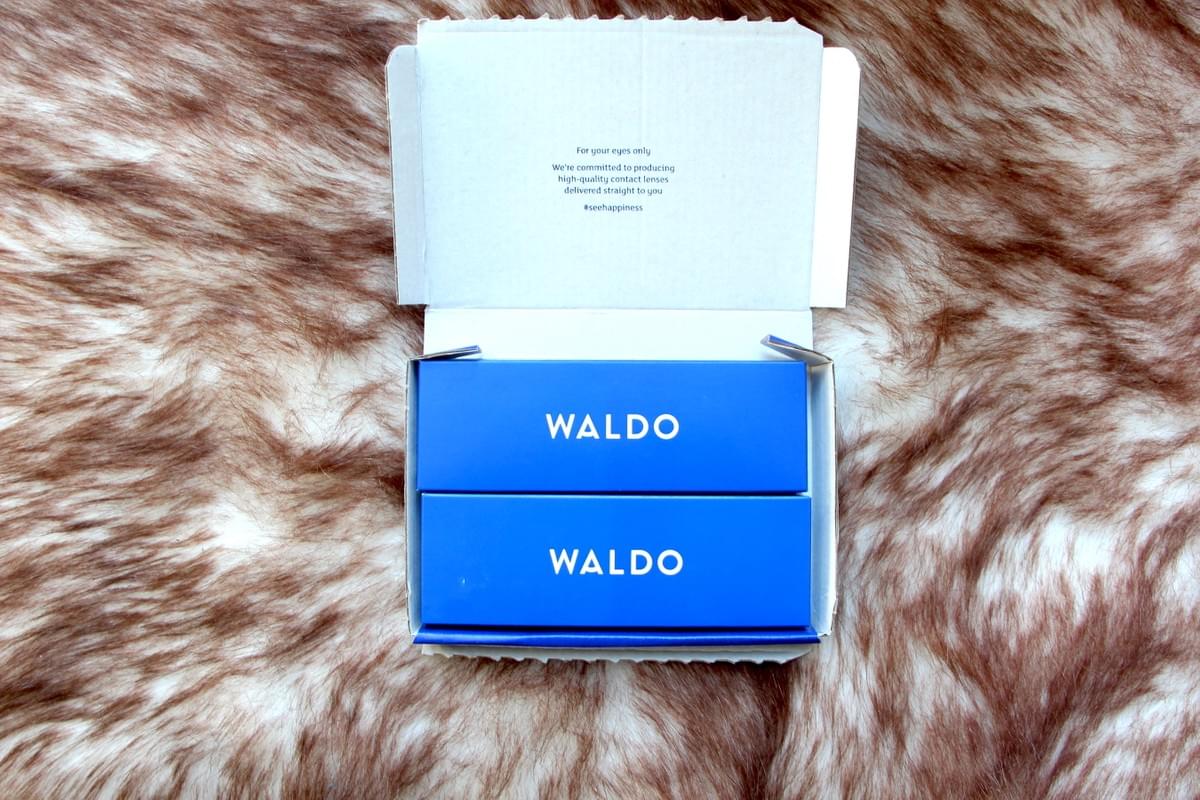 For your eyes only
We're committed to producing
high-quality contact lenses
delivered straight to you
#seehappiness
WALDO
WALDO